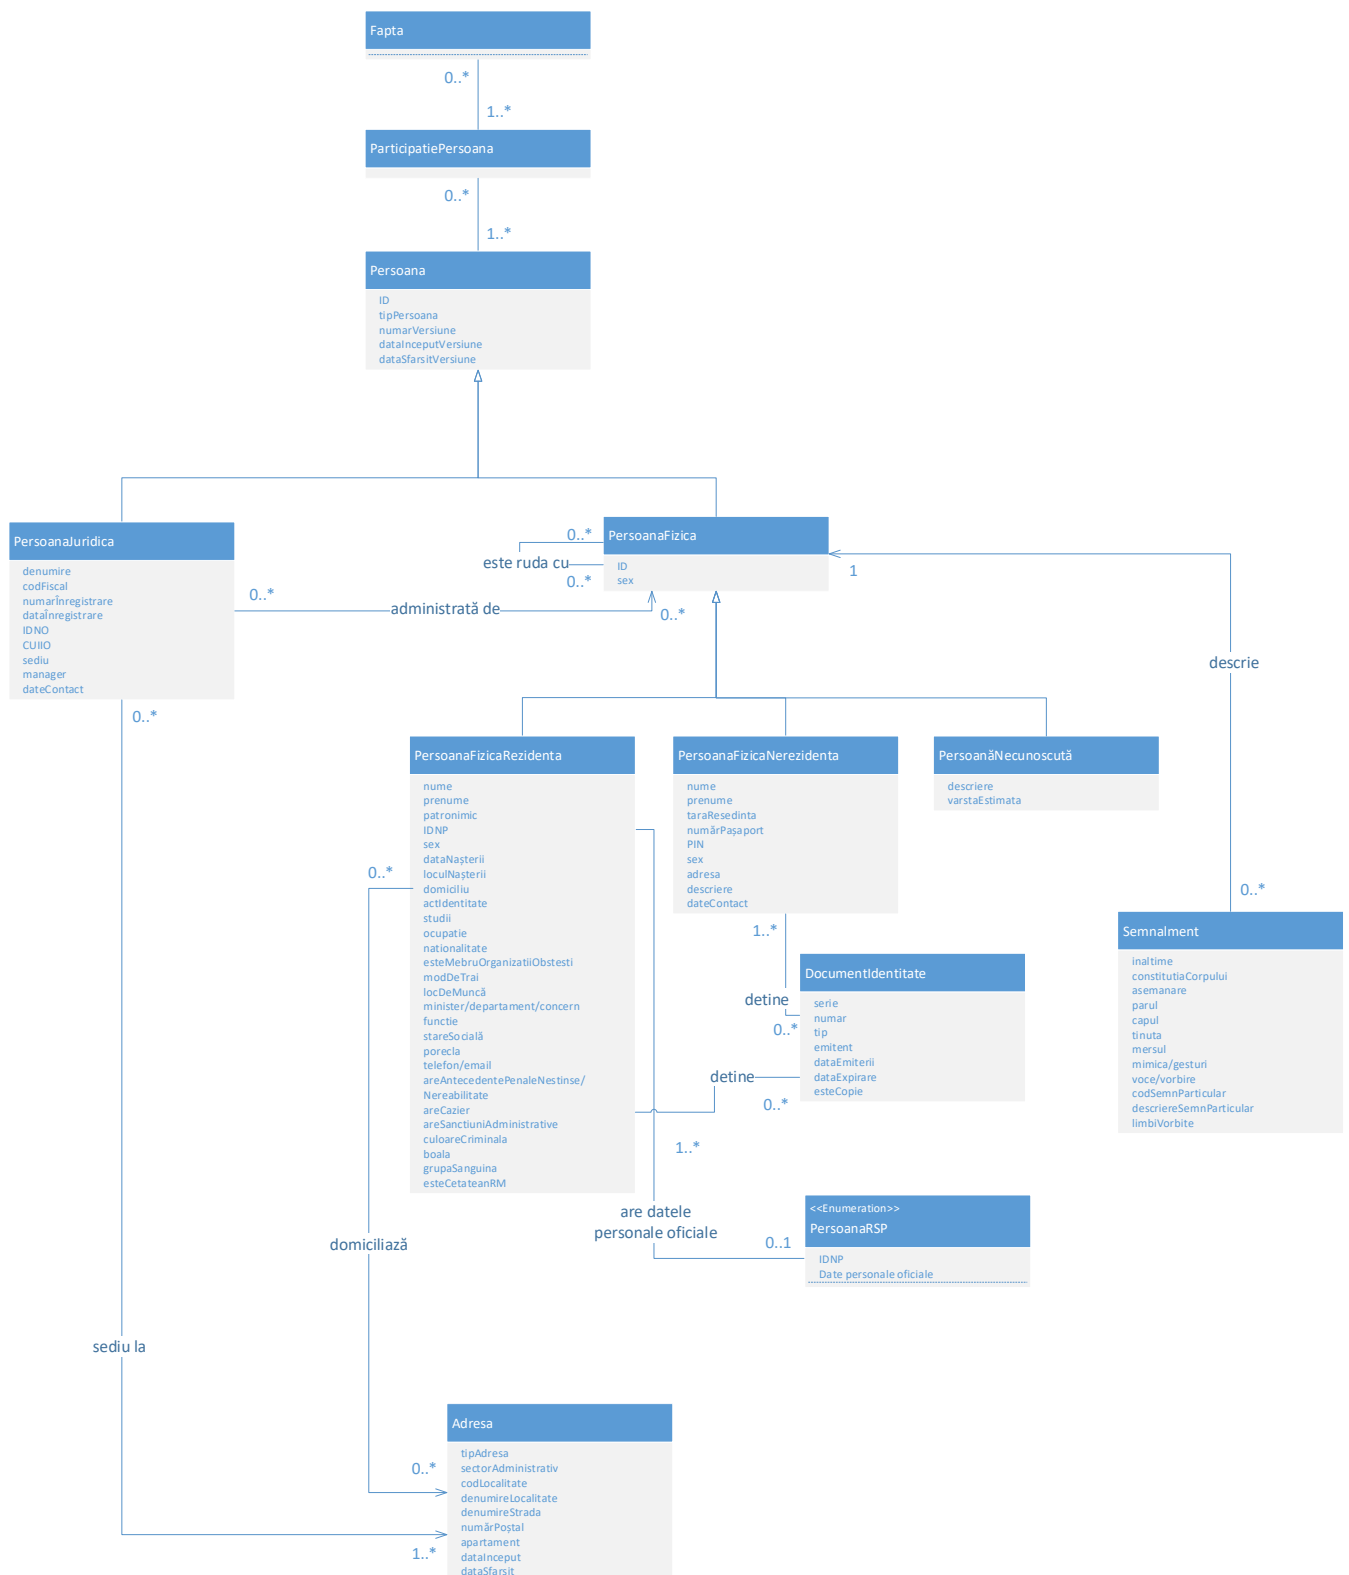 Fapta
0..*
1..*
ParticipatiePersoana
0..*
1..*
Persoana
ID
tipPersoana
numarVersiune
dataInceputVersiune
dataSfarsitVersiune
PersoanaJuridica
denumire
codFiscal
numarÎnregistrare
dataÎnregistrare
IDNO
CUIIO
sediu
manager
dateContact
0..*
administrată de
0..*
0..*
este ruda cu
0..*
PersoanaFizica
ID
sex
1
descrie
0..*
0..*
PersoanaFizicaRezidenta
nume
prenume
patronimic
IDNP
sex
dataNașterii
loculNașterii
domiciliu
actIdentitate
studii
ocupatie
nationalitate
esteMebruOrganizatiiObstesti
modDeTrai
locDeMuncă
minister/departament/concern
functie
stareSocială
porecla
telefon/email
areAntecedentePenaleNestinse/
Nereabilitate
areCazier
areSanctiuniAdministrative
culoareCriminala
boala
grupaSanguina
esteCetateanRM
PersoanaFizicaNerezidenta
nume
prenume
taraResedinta
numărPașaport
PIN
sex
adresa
descriere
dateContact
PersoanăNecunoscută
descriere
varstaEstimata
0..*
1..*
detine
0..*
DocumentIdentitate
serie
numar
tip
emitent
dataEmiterii
dataExpirare
esteCopie
detine
0..*
1..*
Semnalment
inaltime
constitutiaCorpului
asemanare
parul
capul
tinuta
mersul
mimica/gesturi
voce/vorbire
codSemnParticular
descriereSemnParticular
limbiVorbite
are datele
personale oficiale
0..1
<<Enumeration>>
PersoanaRSP
IDNP
Date personale oficiale
domiciliază
sediu la
0..*
1..*
Adresa
tipAdresa
sectorAdministrativ
codLocalitate
denumireLocalitate
denumireStrada
numărPoștal
apartament
dataInceput
dataSfarsit